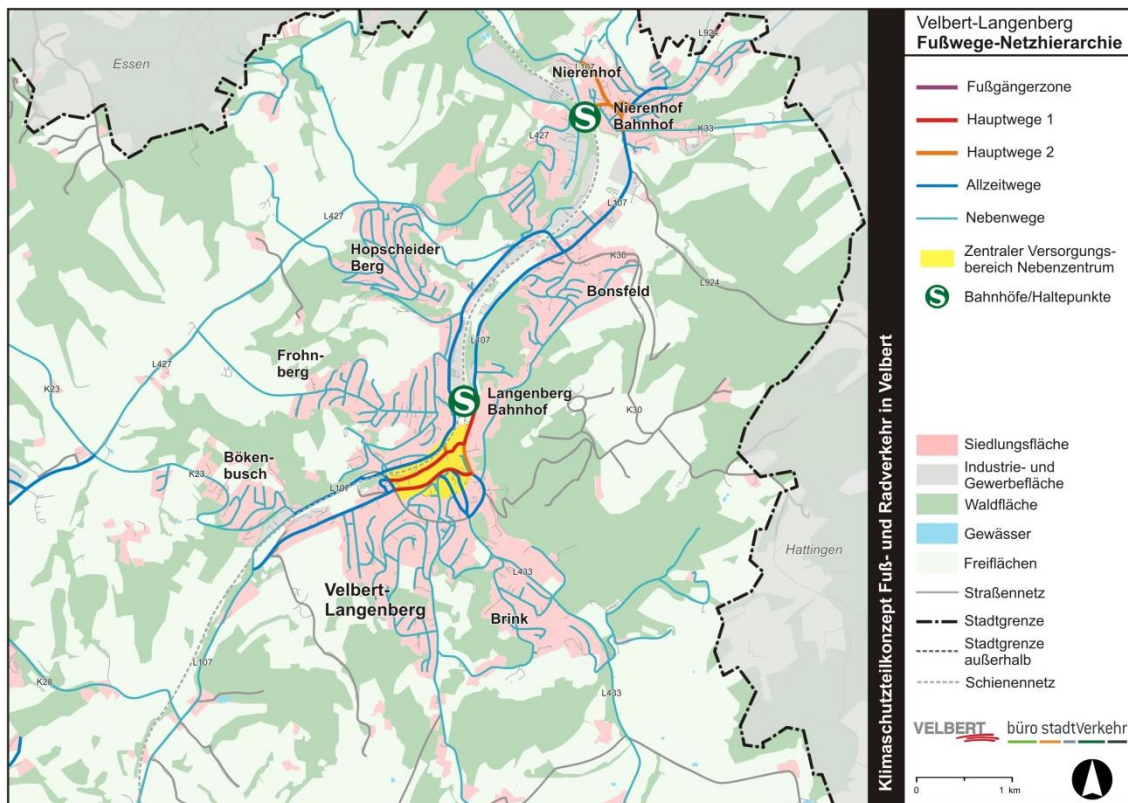 Velbert-Langenberg
Fußwege-Netzhierarchie
Fußgängerzone
Hauptwege 1
Hauptwege 2
Allzeitwege
Nebenwege
Zentraler Versorgungs-
bereich Nebenzentrum
S
Bahnhöfe/Haltepunkte
Siedlungsfläche
Industrie- und
Gewerbefläche
Waldfläche
Gewässer
Freiflächen
Straßennetz
Stadtgrenze
Stadtgrenze
außerhalb
Schienennetz
VELBERT
büro stadtVerkehr
0
1 km
Klimaschutzteilkonzept Fuß- und Radverkehr in Velbert
Essen
L924
Nierenhof
L107
S
Nierenhof
Bahnhof
K33
L427
L107
L427
Hopscheider
Berg
K30
Bonsfeld
L924
L107
L427
Frohn-
berg
K23
S
Langenberg
Bahnhof
K30
Böken-
busch
K23
L107
Hattingen
L433
Velbert-
Langenberg
Brink
L107
K28
L433